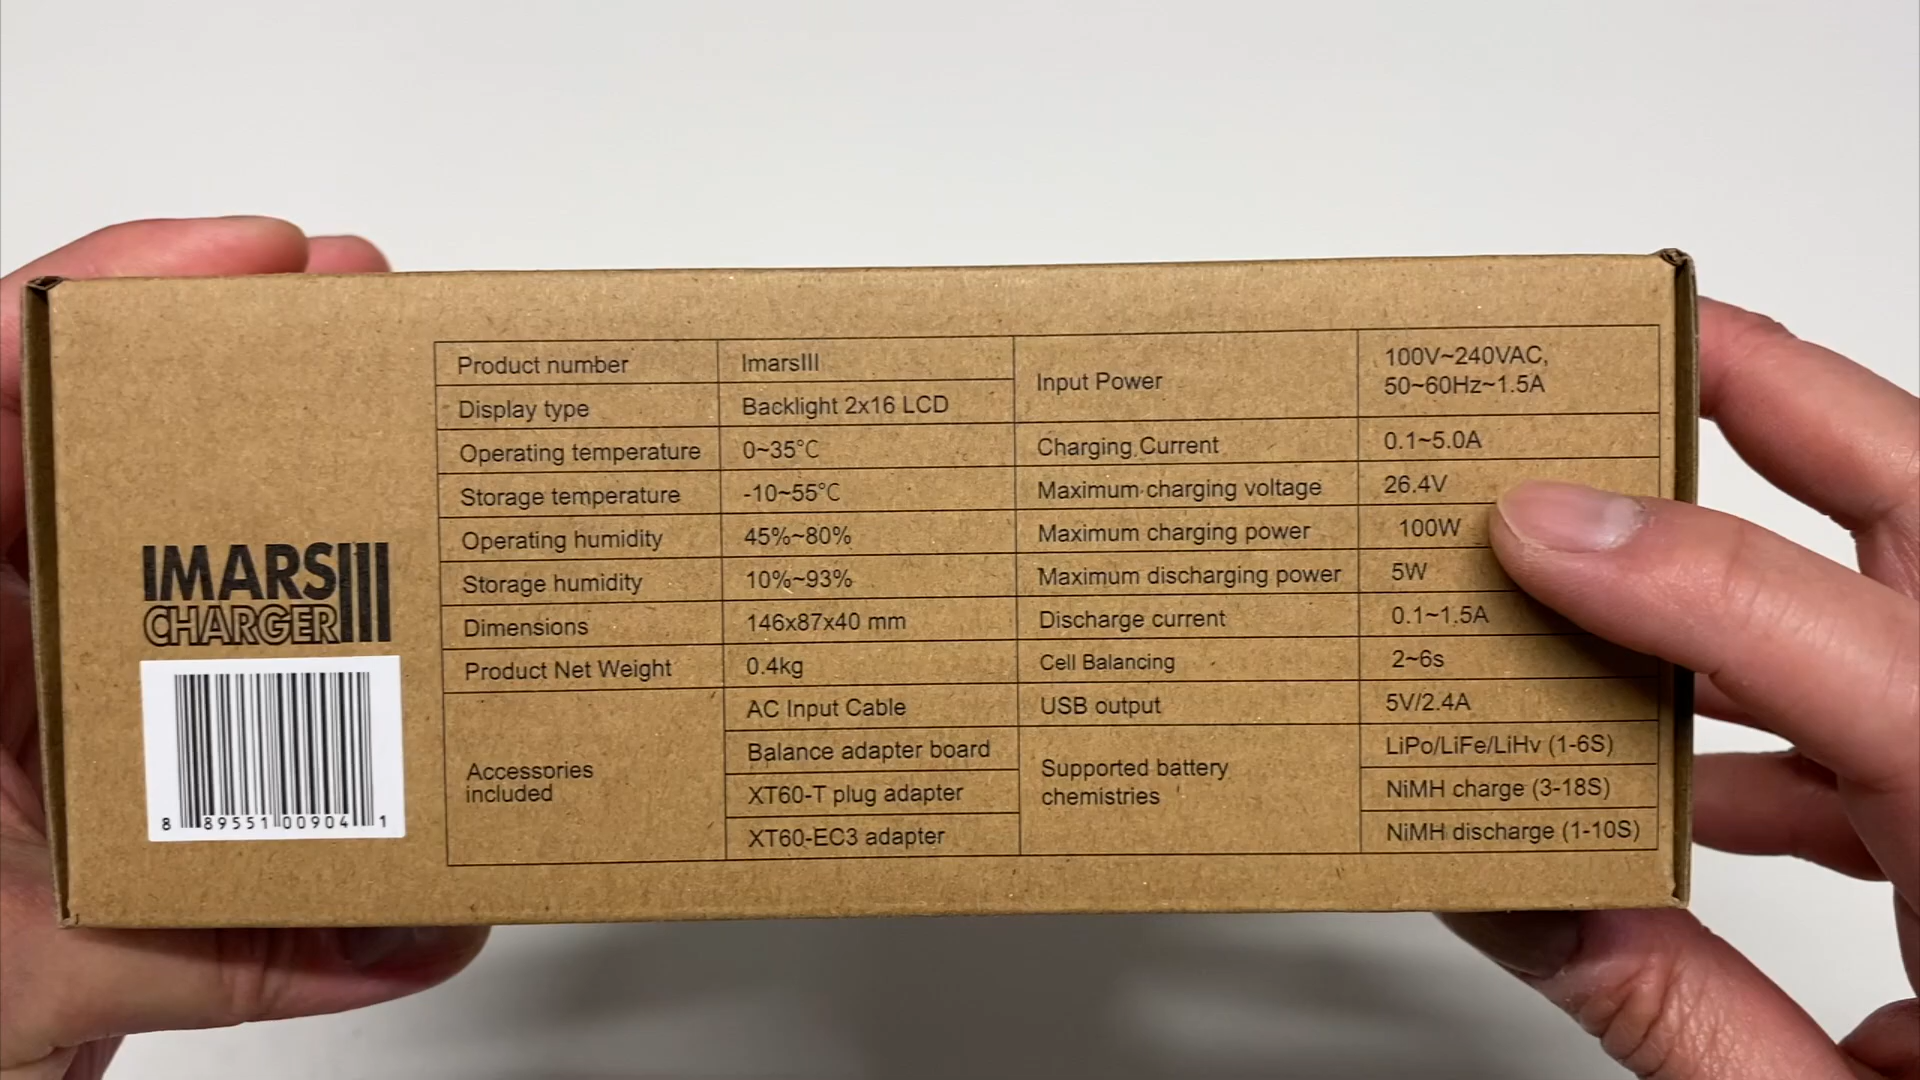 IMARSIII
CHARGER
8 89551 00904 1
Product number ImarsIII
Display type Backlight 2x16 LCD
Operating temperature 0~35℃
Storage temperature -10~55℃
Operating humidity 45%~80%
Storage humidity 10%~93%
Dimensions 146x87x40 mm
Product Net Weight 0.4kg
Accessories
included
AC Input Cable
Balance adapter board
XT60-T plug adapter
XT60-EC3 adapter
Input Power
100V~240VAC,
50~60Hz~1.5A
Charging Current 0.1~5.0A
Maximum charging voltage 26.4V
Maximum charging power 100W
Maximum discharging power 5W
Discharge current 0.1~1.5A
Cell Balancing 2~6s
USB output 5V/2.4A
Supported battery
chemistries
LiPo/LiFe/LiHv (1-6S)
NiMH charge (3-18S)
NiMH discharge (1-10S)